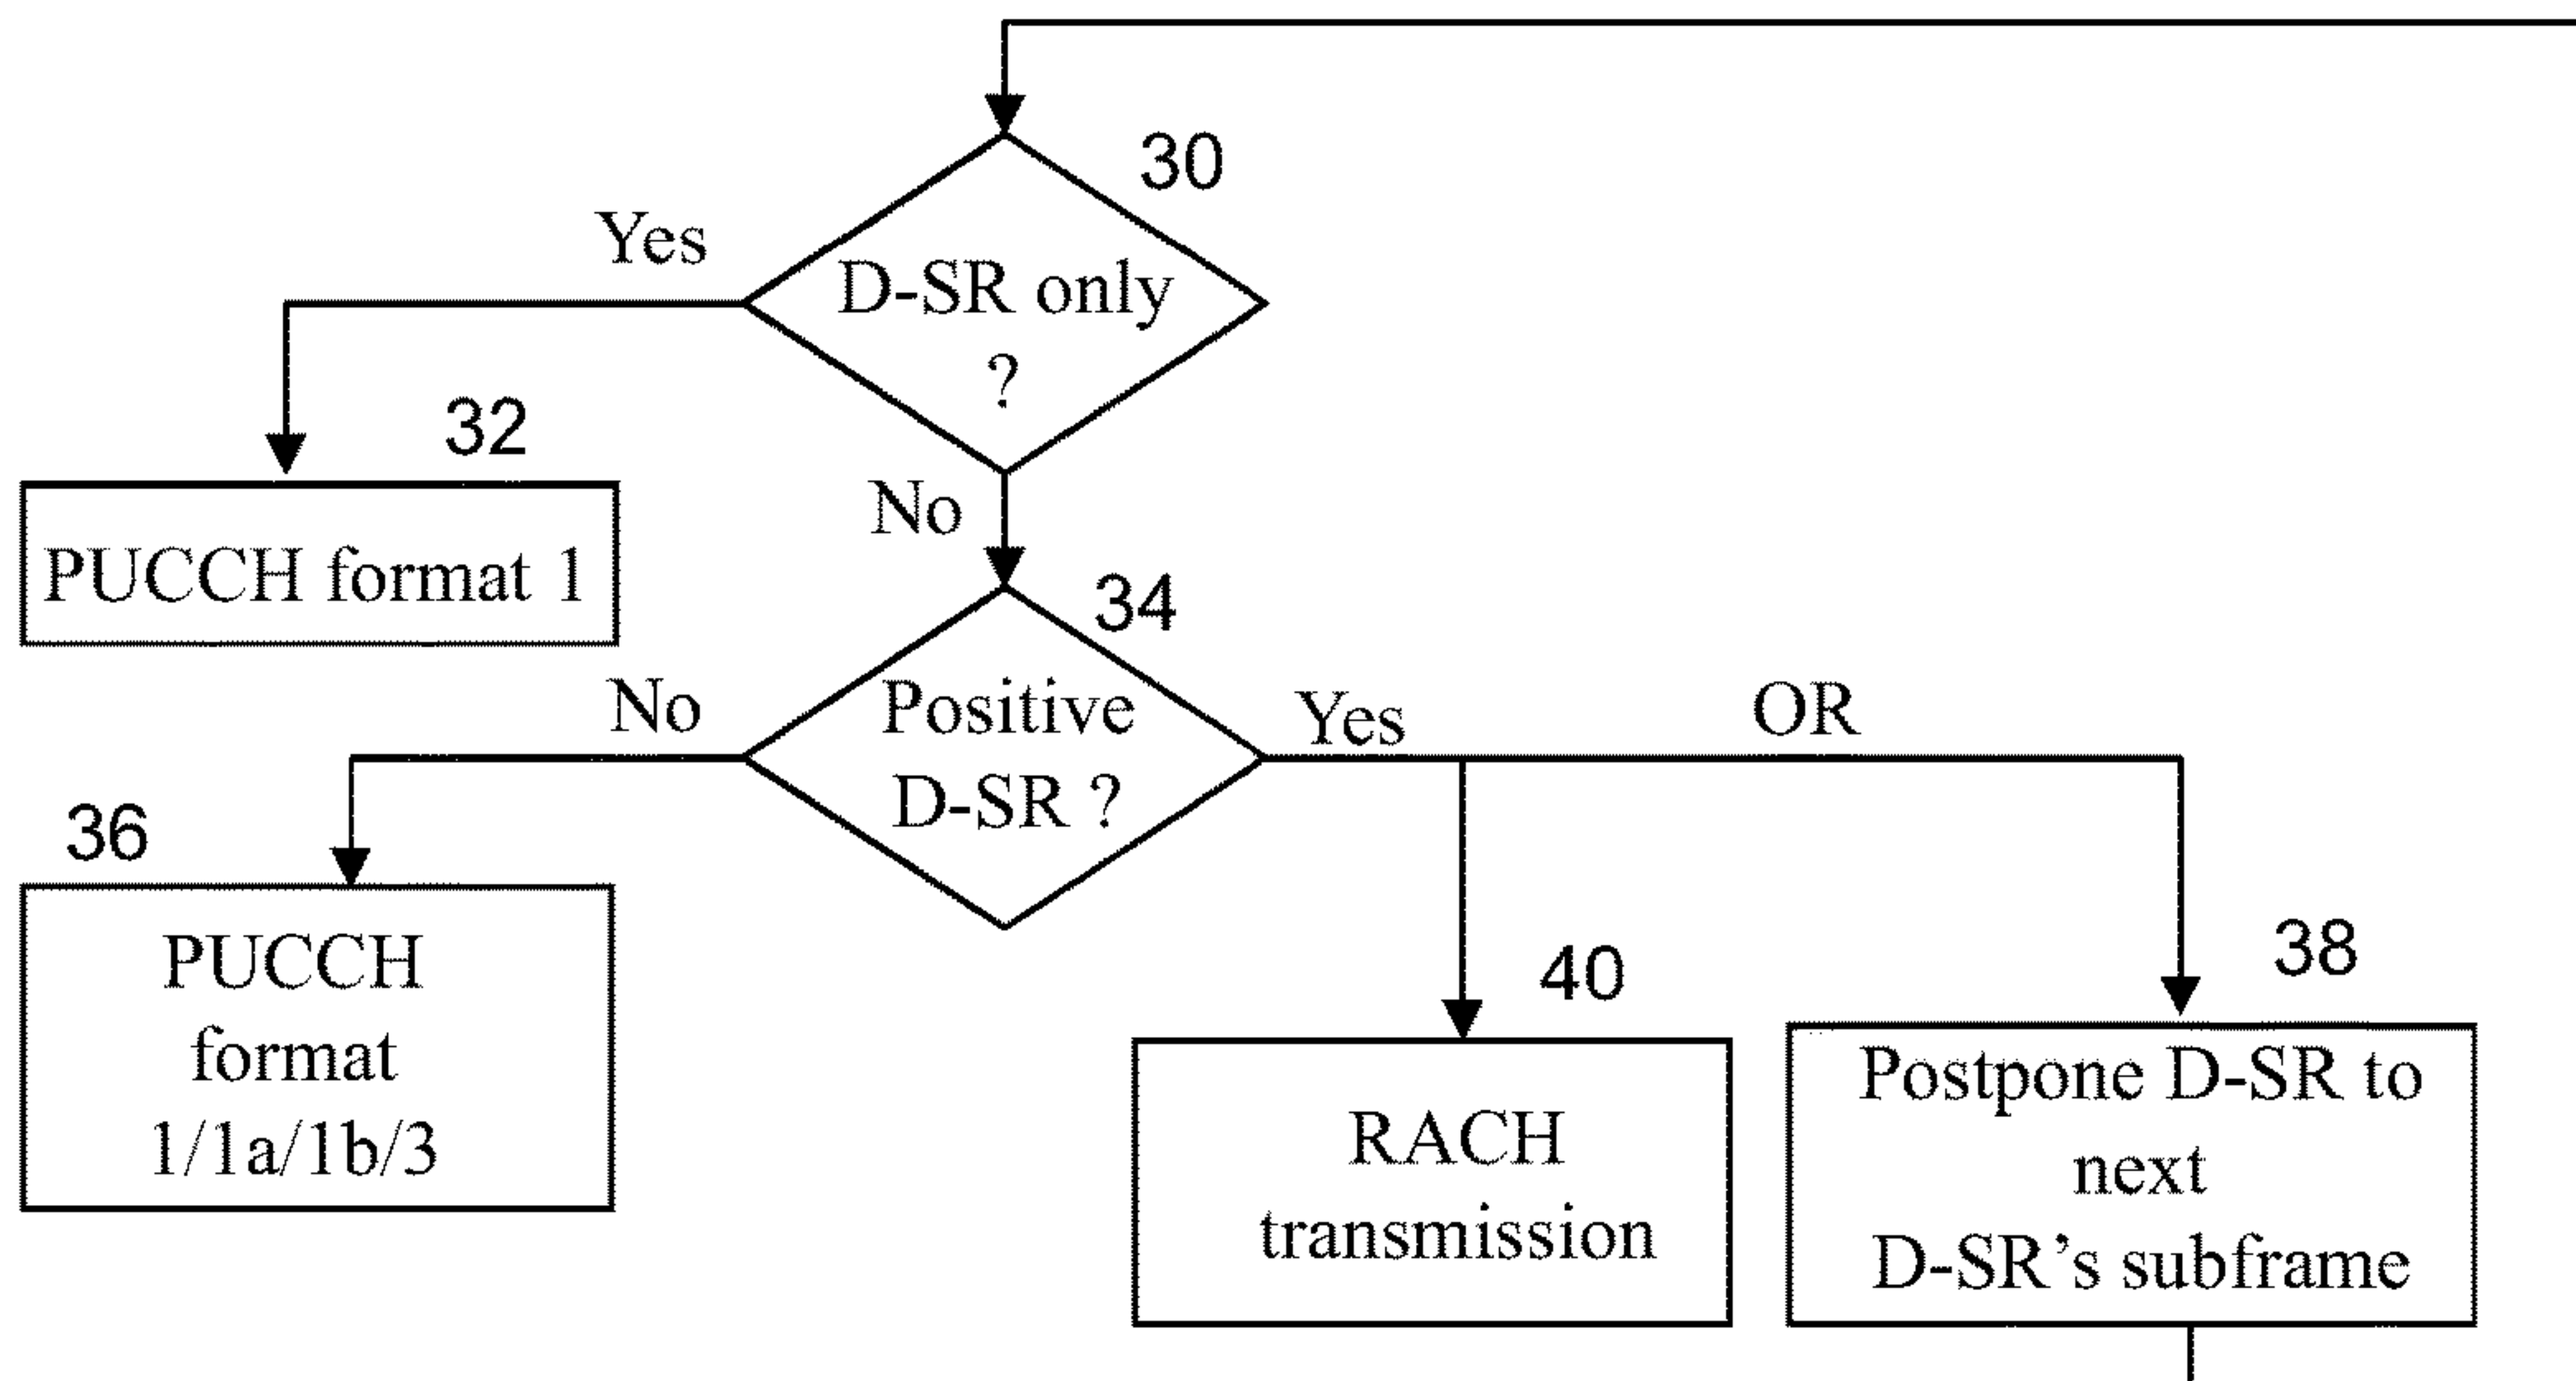 30
Yes
D-SR only
?
32
No
PUCCH format 1
34
No
Positive
D-SR ?
Yes
OR
36
PUCCH
format
1/1a/1b/3
40
RACH
transmission
38
Postpone D-SR to
next
D-SR’s subframe